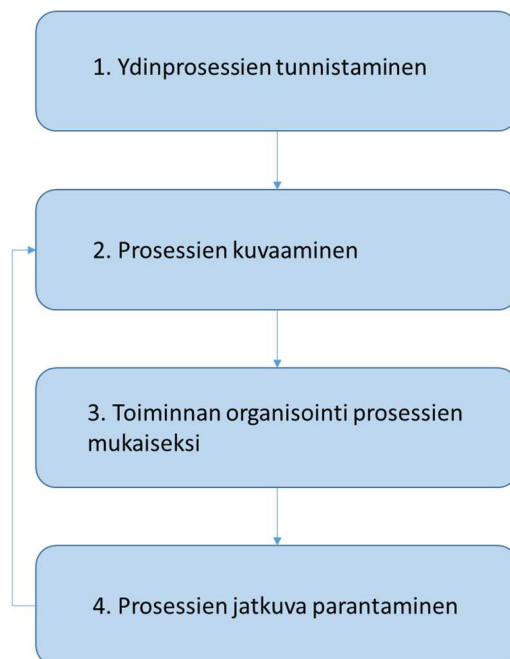 1. Ydinprosessien tunnistaminen
2. Prosessien kuvaaminen
3. Toiminnan organisointi prosessien
mukaiseksi
4. Prosessien jatkuva parantaminen